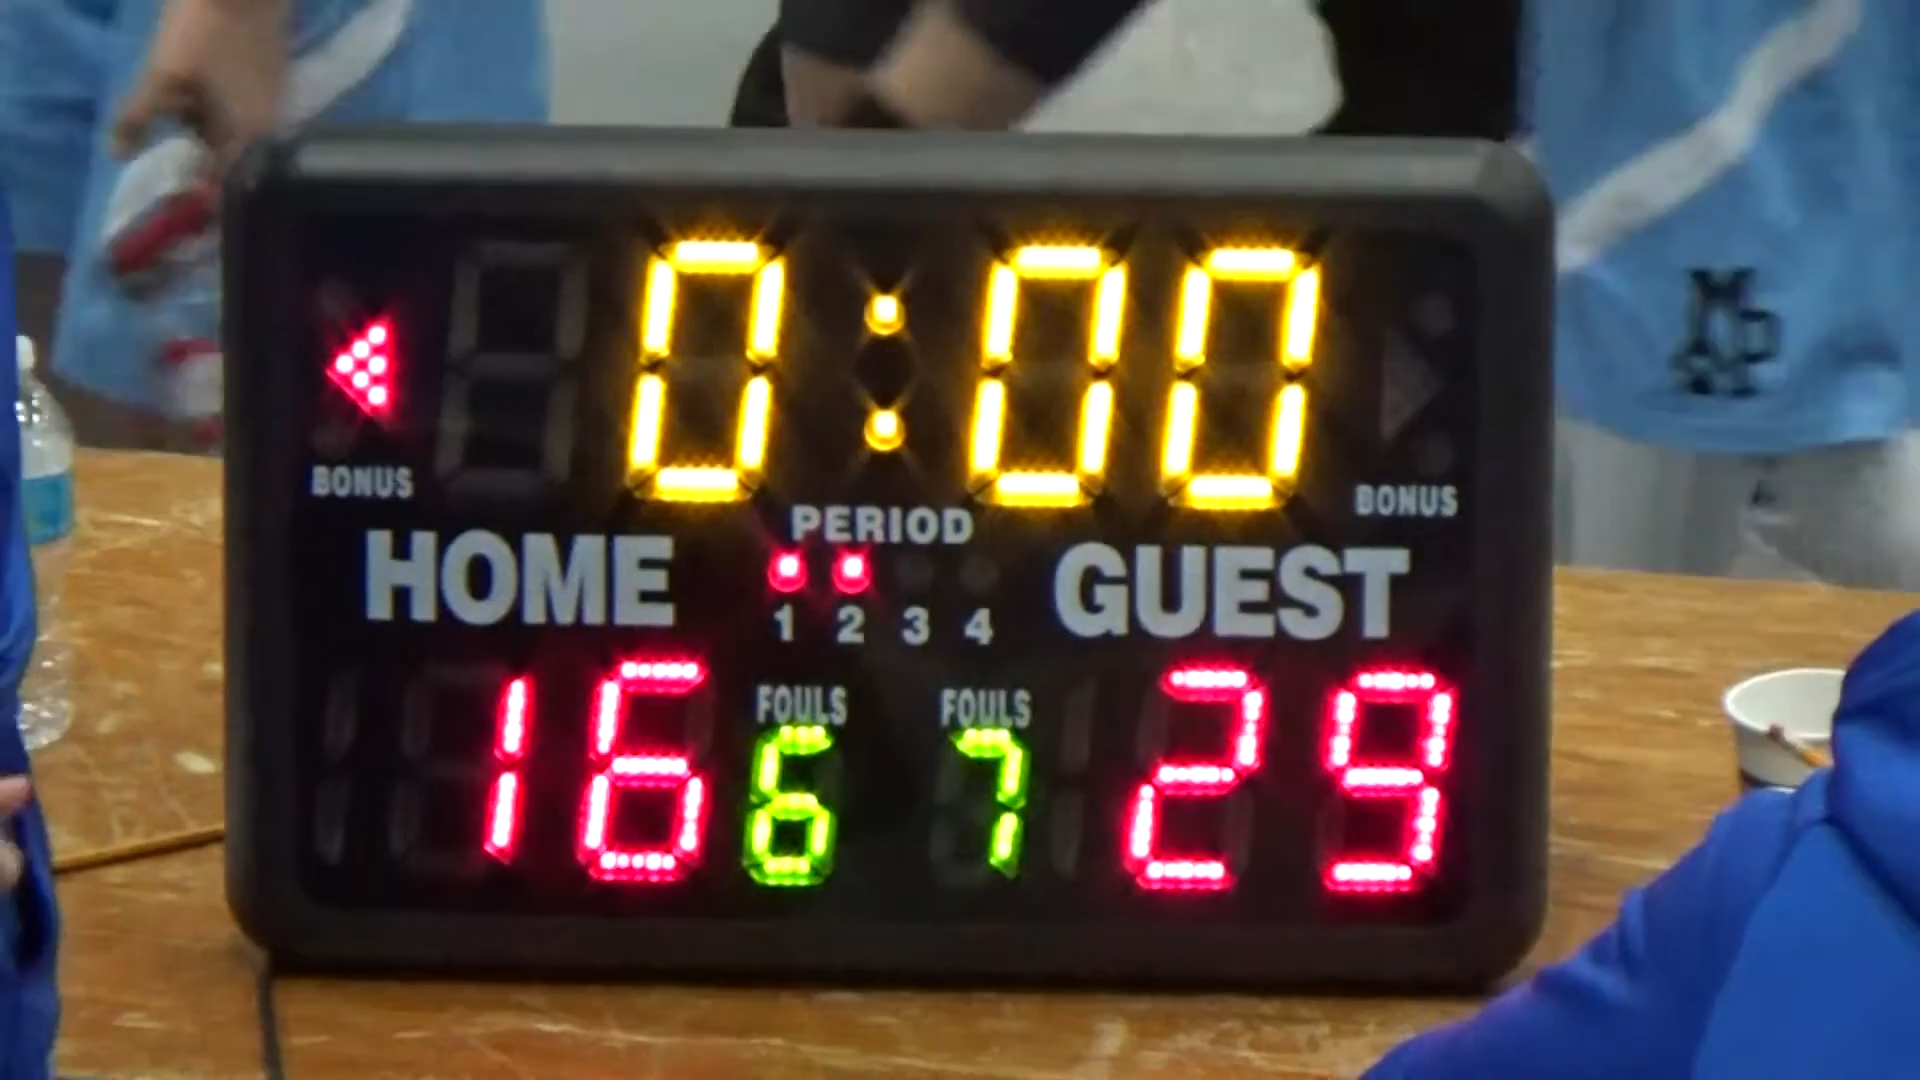 0:00
BONUS
BONUS
PERIOD
HOME
GUEST
1 2 3 4
FOULS
FOULS
16
6
7
29